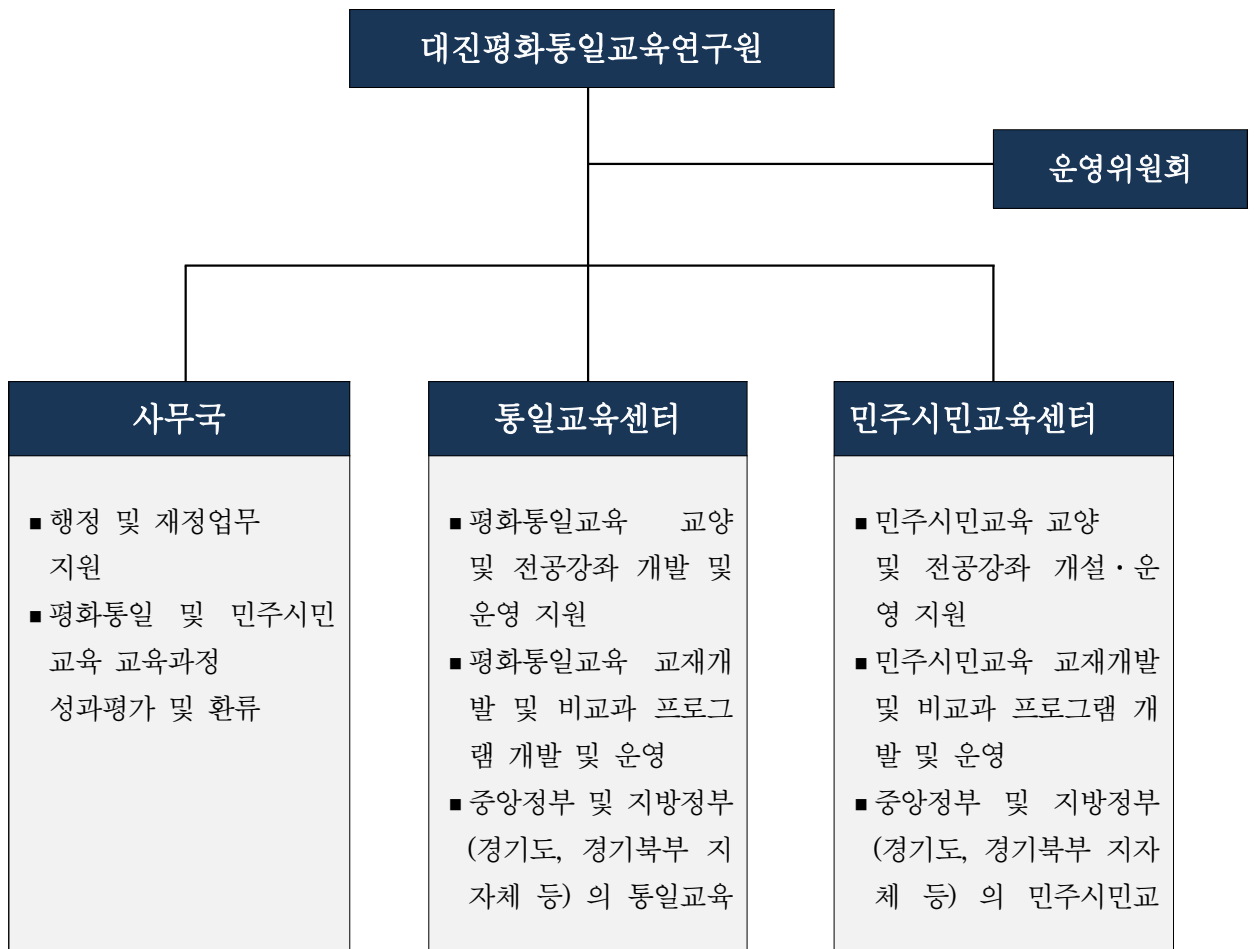 대진평화통일교육연구원
운영위원회
사무국
■ 행정 및 재정업무
지원
■ 평화통일 및 민주시민
교육 교육과정
성과평가 및 환류
통일교육센터
■ 평화통일교육 교양
및 전공강좌 개발 및
운영 지원
■ 평화통일교육 교재개
발 및 비교과 프로그
램 개발 및 운영
■ 중앙정부 및 지방정부
(경기도, 경기북부 지
자체 등) 의 통일교육
민주시민교육센터
■ 민주시민교육 교양
및 전공강좌 개설·운
영 지원
■ 민주시민교육 교재개발
및 비교과 프로그램 개
발 및 운영
■ 중앙정부 및 지방정부
(경기도, 경기북부 지자
체 등) 의 민주시민교